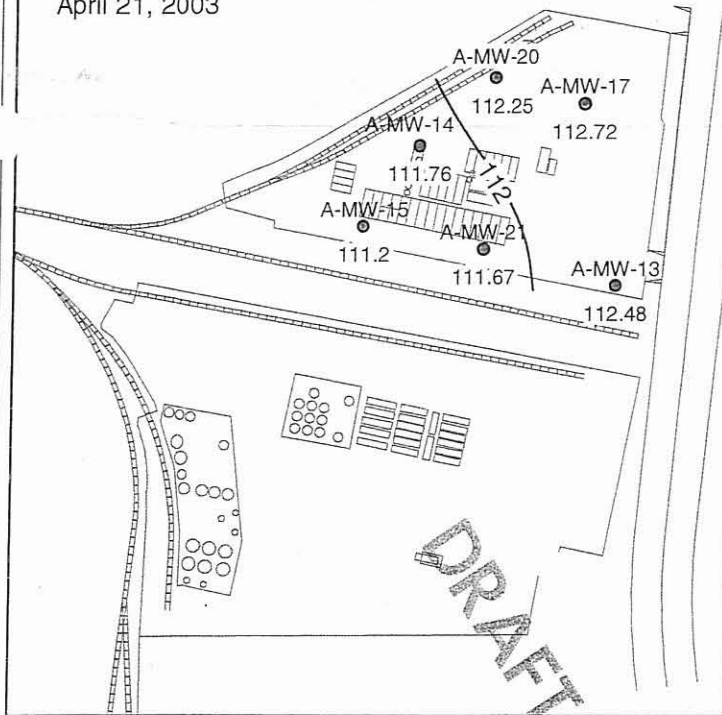 April 21, 2003
A-MW-20
112.25
A-MW-17
112.72
A-MW-14
111.76
112
A-MW-15
111.2
A-MW-21
111.67
A-MW-13
112.48
DRAFT